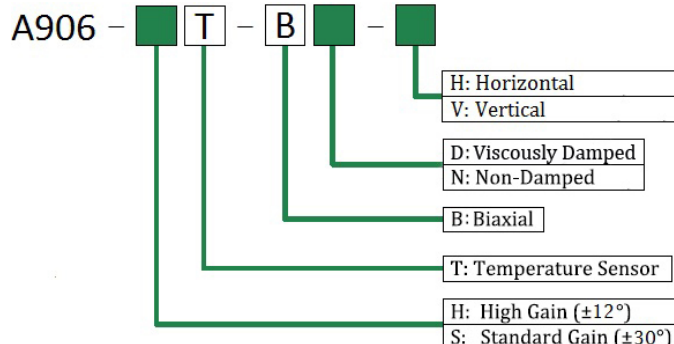 A906 - T - B -
H: Horizontal
V: Vertical
D: Viscously Damped
N: Non-Damped
B: Biaxial
T: Temperature Sensor
H: High Gain (±12°)
S: Standard Gain (±30°)